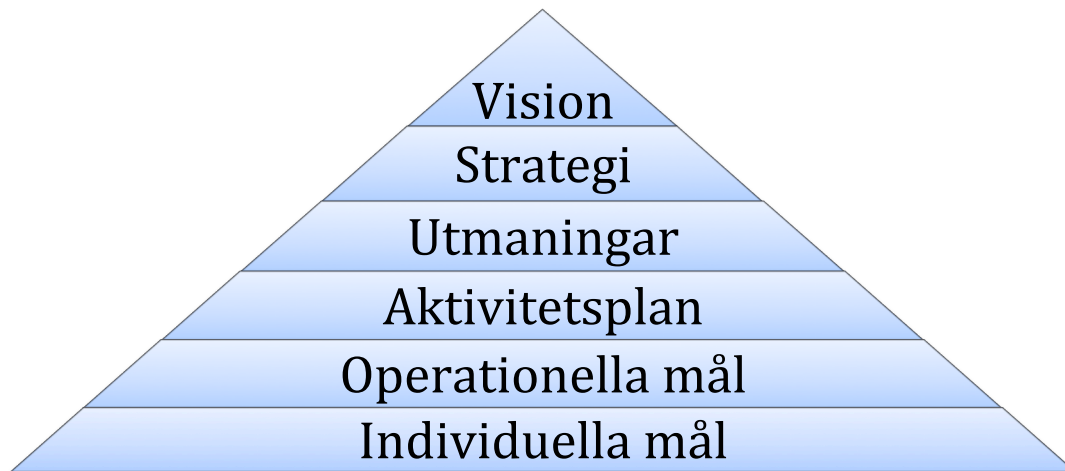 Vision
Strategi
Utmaningar
Aktivitetsplan
Operationella mål
Individuella mål